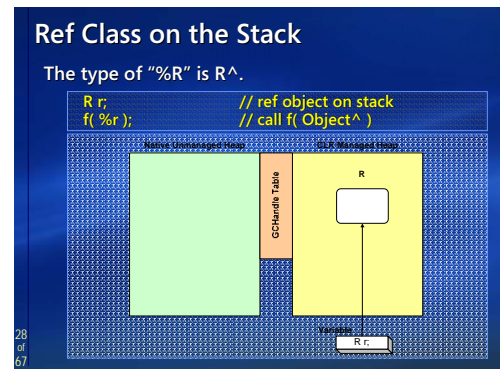 Ref Class on the Stack
The type of “%R” is R^.
R r; // ref object on stack
f( %r ); // call f( Object^ )
Native Unmanaged Heap
CLR Managed Heap
GCHandle Table
R
Variable
R r;
28
of
67